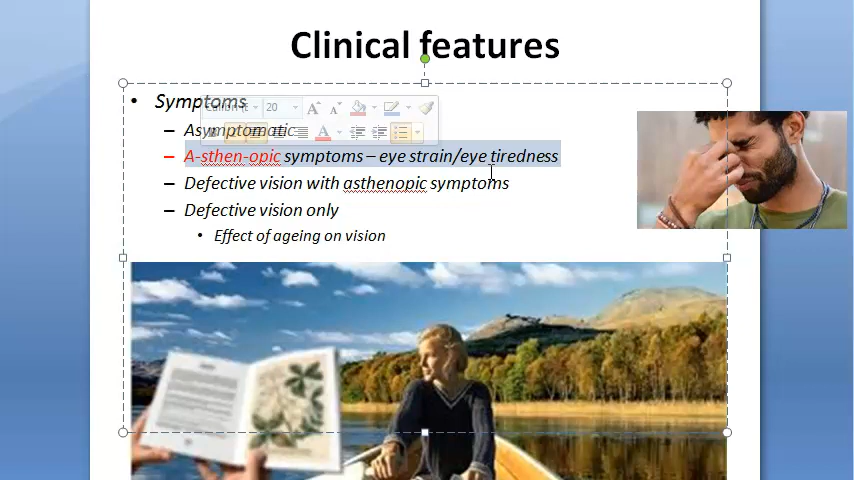 Clinical features
• Symptoms
– Asymptomatic
– A-sthen-opic symptoms – eye strain/eye tiredness
– Defective vision with asthenopic symptoms
– Defective vision only
• Effect of ageing on vision
20